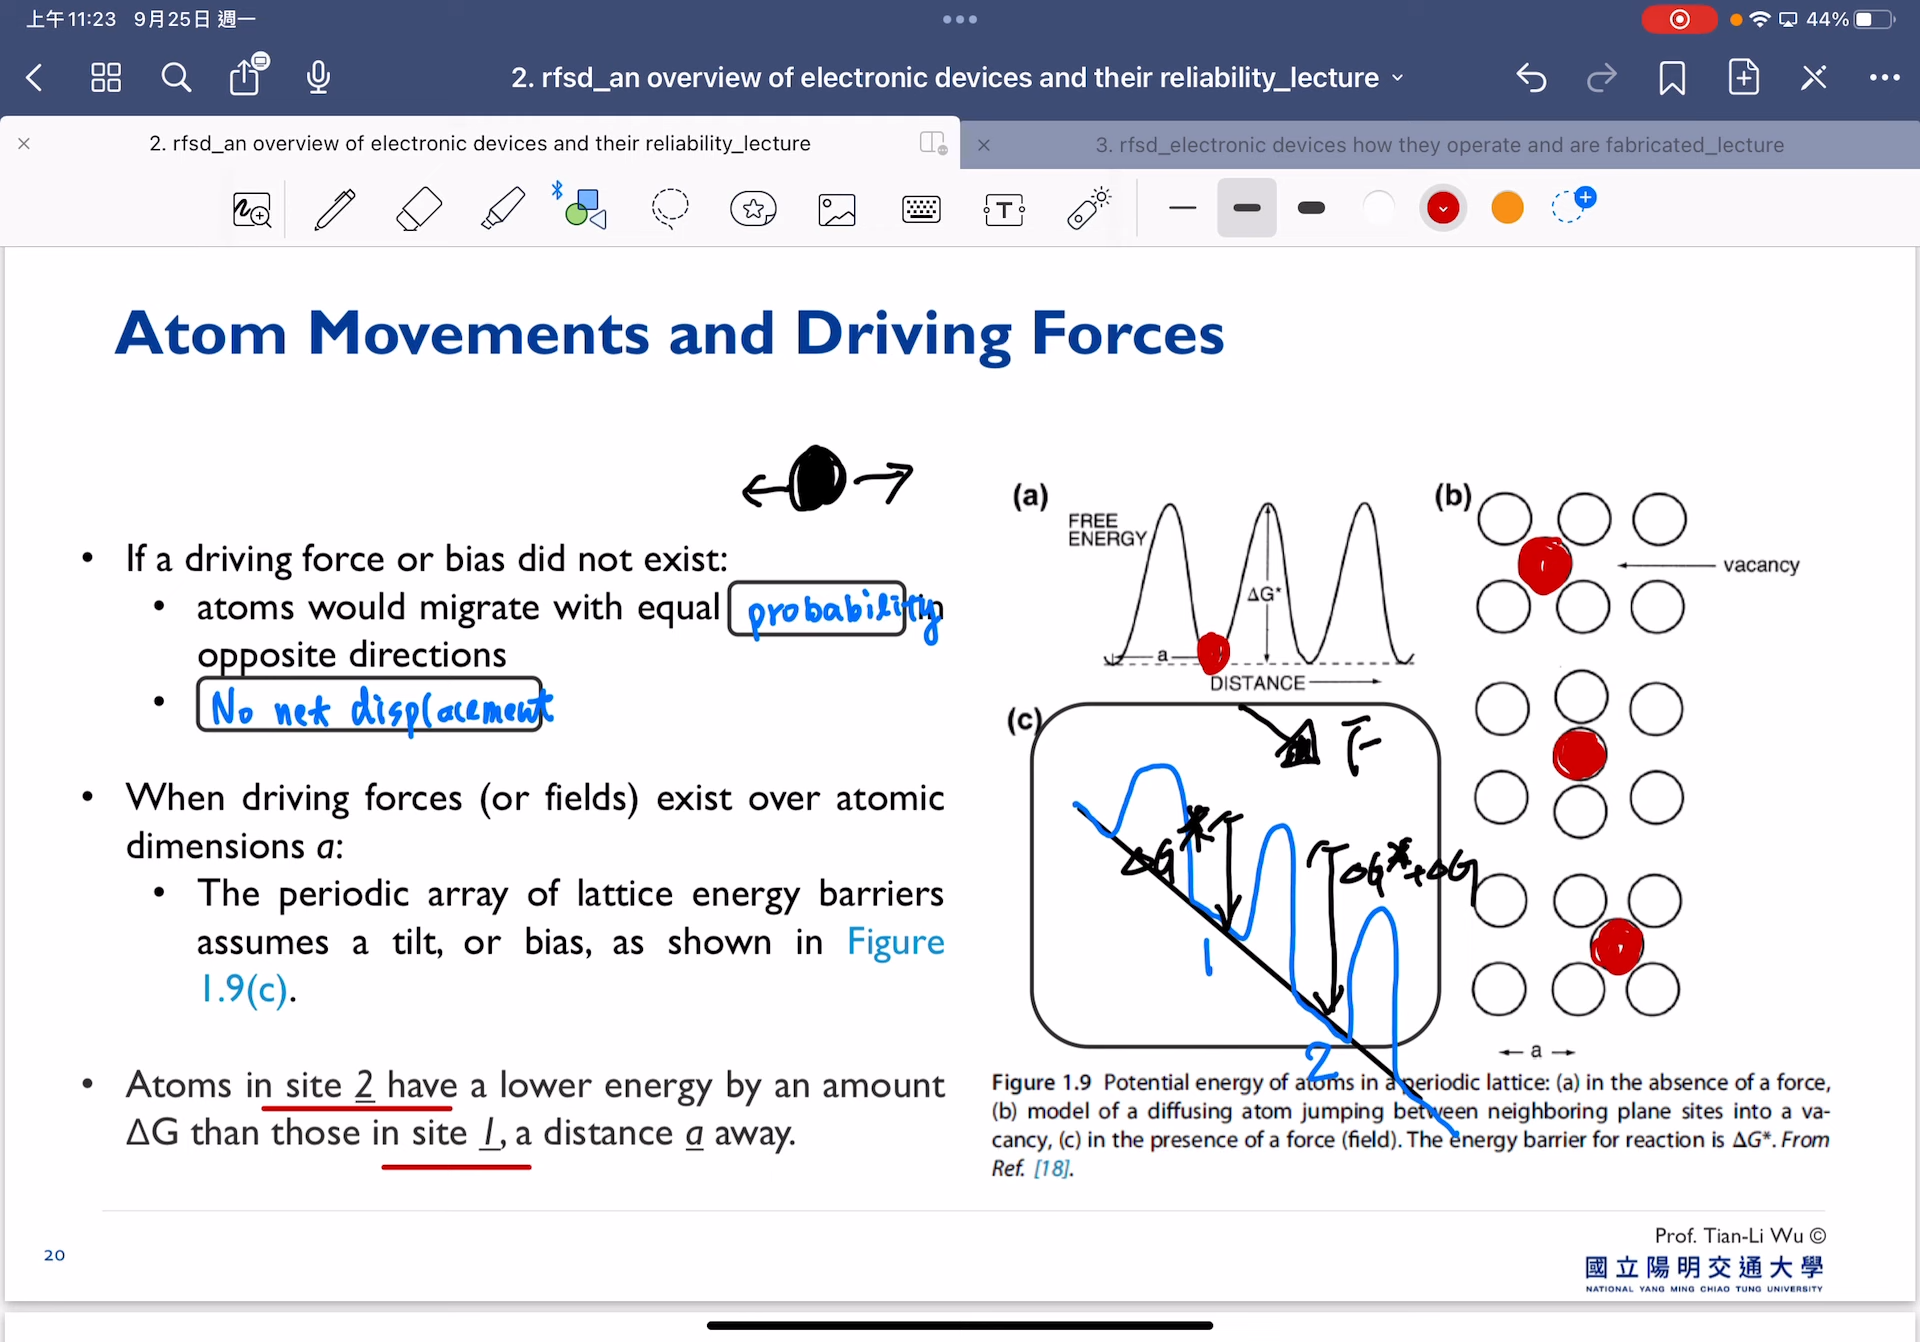 上午11:23 9月25日 週一
44%
2. rfsd_an overview of electronic devices and their reliability_lecture
2. rfsd_an overview of electronic devices and their reliability_lecture
3. rfsd_electronic devices how they operate and are fabricated_lecture
Atom Movements and Driving Forces
• If a driving force or bias did not exist:
• atoms would migrate with equal probability in
opposite directions
• No net displacement
• When driving forces (or fields) exist over atomic
dimensions a:
• The periodic array of lattice energy barriers
assumes a tilt, or bias, as shown in Figure
1.9(c).
• Atoms in site 2 have a lower energy by an amount
ΔG than those in site 1, a distance a away.
(a)
FREE
ENERGY
ΔG*
a
DISTANCE
(b)
vacancy
a
(c)
F
ΔG*
ΔG*+ΔG
1
2
Figure 1.9 Potential energy of atoms in a periodic lattice: (a) in the absence of a force,
(b) model of a diffusing atom jumping between neighboring plane sites into a va-
cancy, (c) in the presence of a force (field). The energy barrier for reaction is ΔG*. From
Ref. [18].
20
Prof. Tian-Li Wu ©
國立陽明交通大學
NATIONAL YANG MING CHIAO TUNG UNIVERSITY